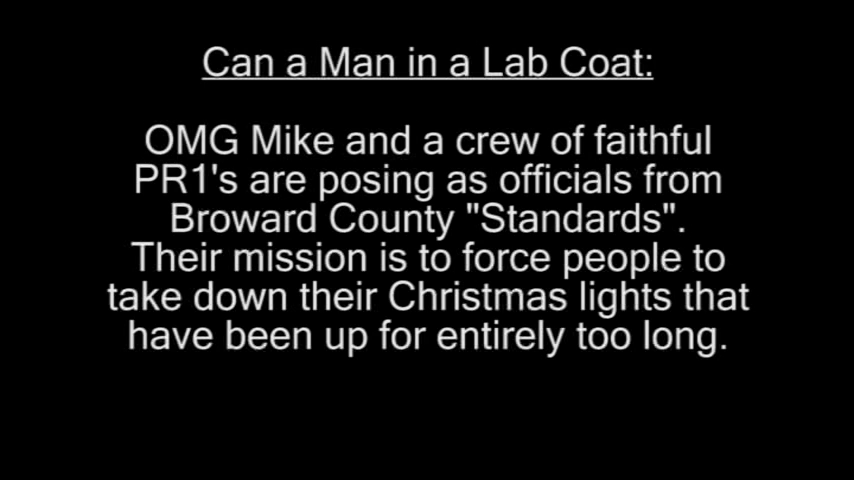 Can a Man in a Lab Coat:
OMG Mike and a crew of faithful
PR1's are posing as officials from
Broward County "Standards".
Their mission is to force people to
take down their Christmas lights that
have been up for entirely too long.